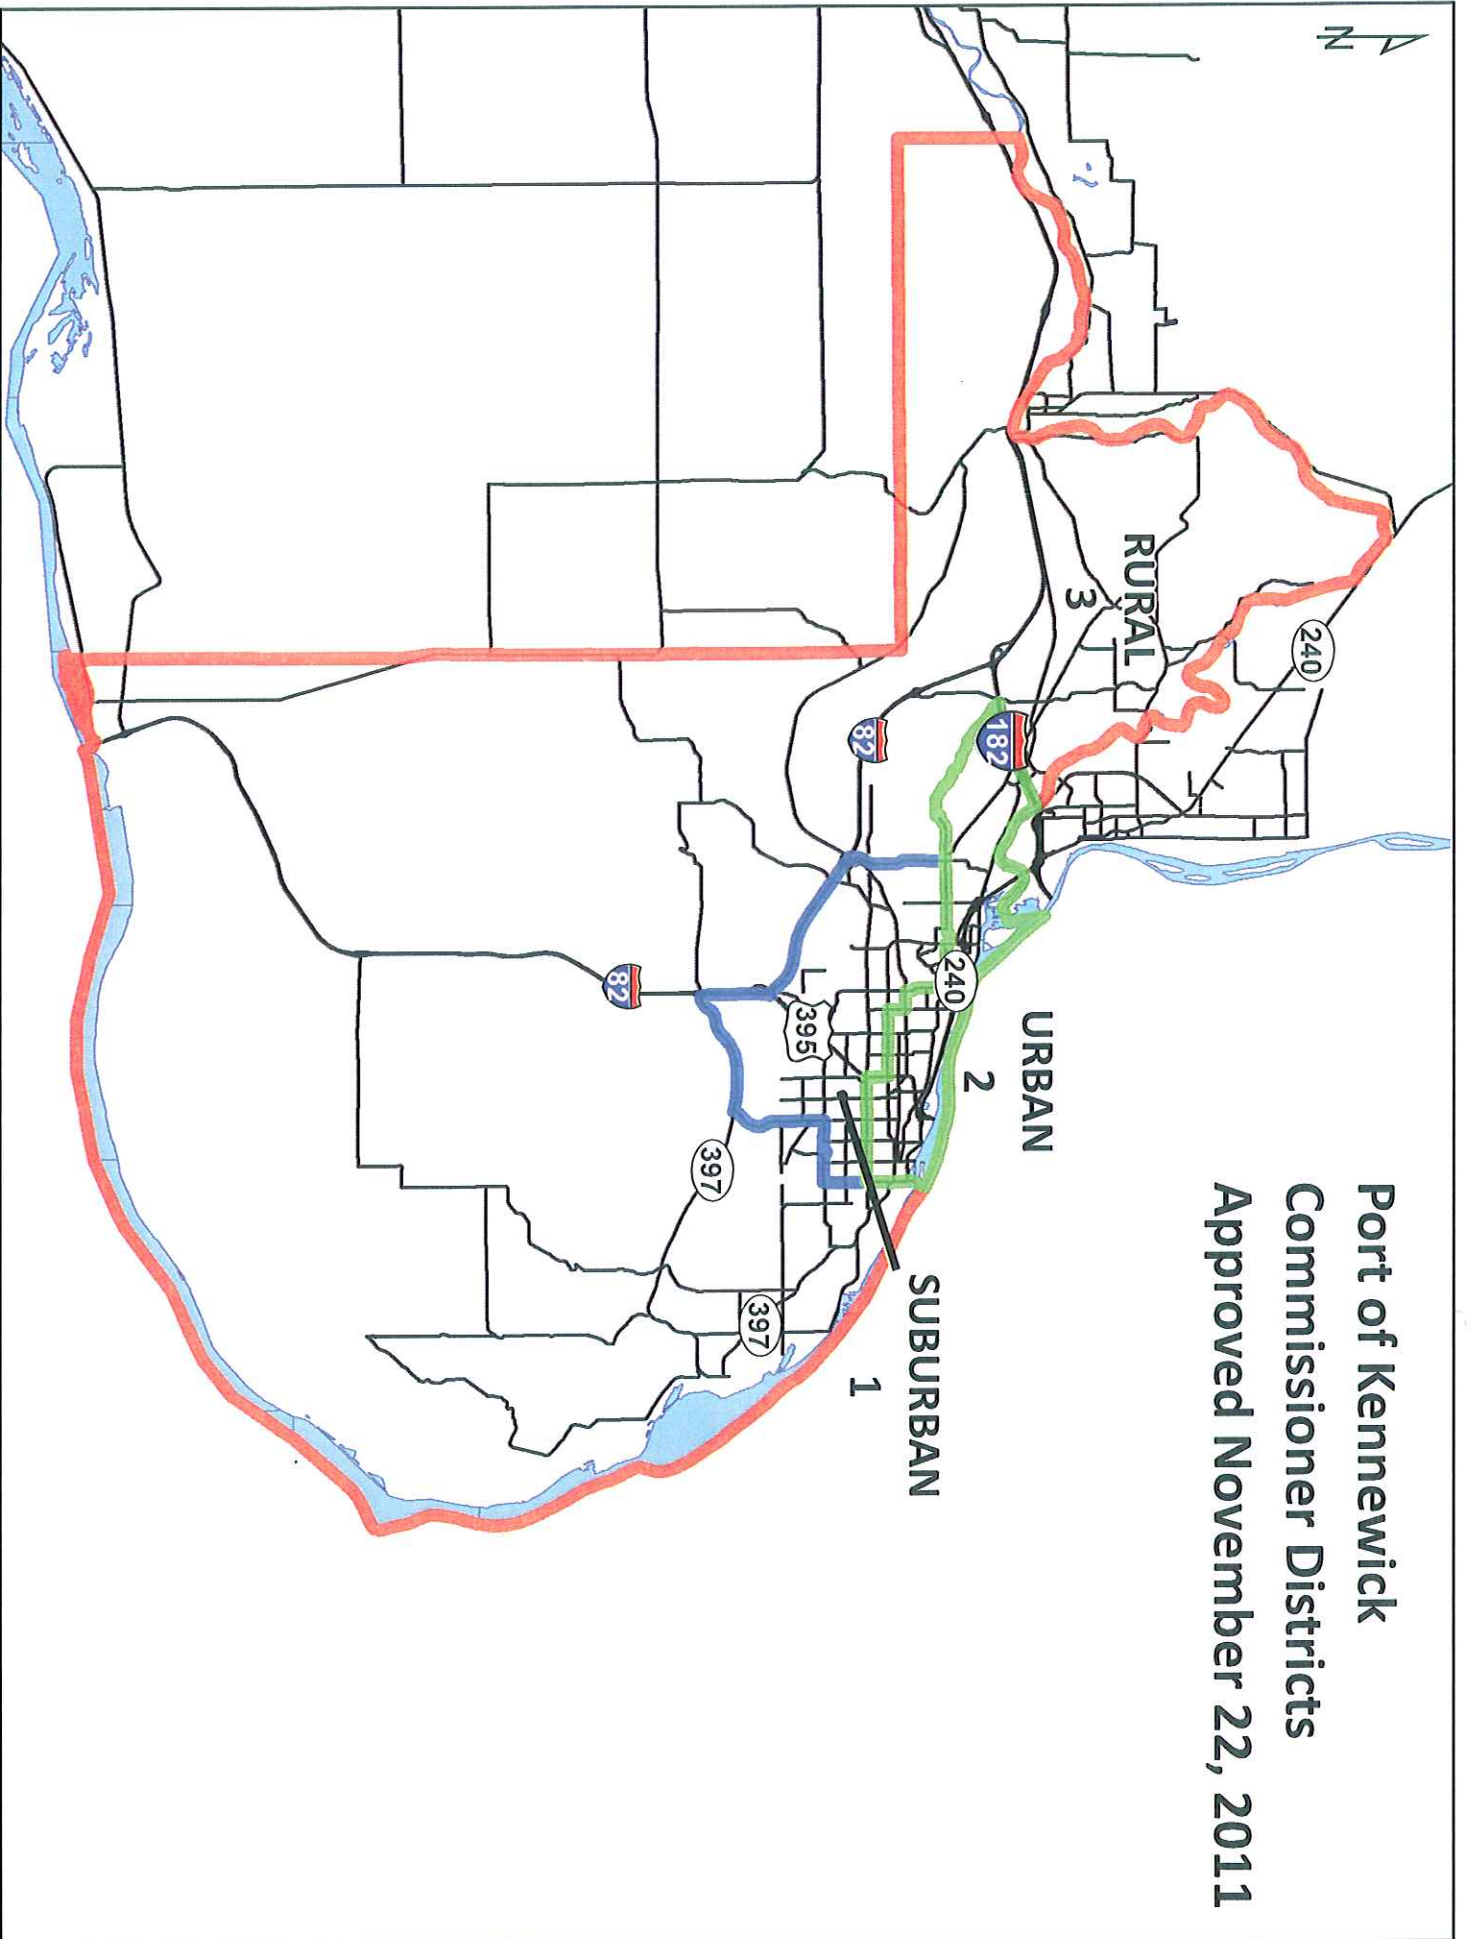 Port of Kennewick
Commissioner Districts
Approved November 22, 2011
N
240
RURAL
3
182
82
240
URBAN
2
395
82
SUBURBAN
1
397
397